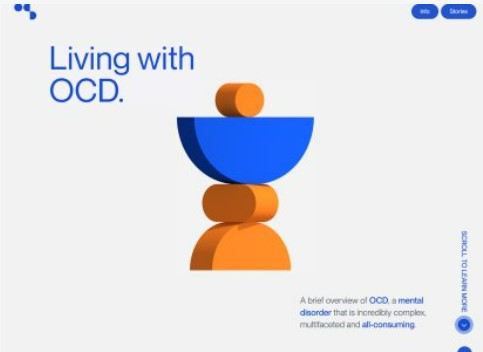 Info
Stories
Living with
OCD.
A brief overview of OCD, a mental
disorder that is incredibly complex,
multifaceted and all-consuming.
SCROLL TO LEARN MORE